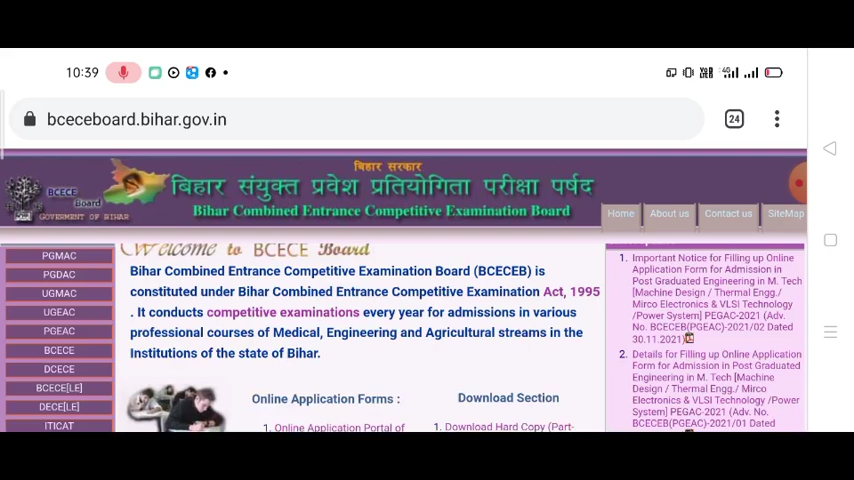 10:39
bceceboard.bihar.gov.in
24
बिहार सरकार
बिहार संयुक्त प्रवेश प्रतियोगिता परीक्षा पर्षद
Bihar Combined Entrance Competitive Examination Board
BCECE
Board
GOVERMENT OF BIHAR
Home
About us
Contact us
SiteMap
PGMAC
PGDAC
UGMAC
UGEAC
PGEAC
BCECE
DCECE
BCECE[LE]
DECE[LE]
ITICAT
Welcome to BCECE Board
Bihar Combined Entrance Competitive Examination Board (BCECEB) is
constituted under Bihar Combined Entrance Competitive Examination Act, 1995
. It conducts competitive examinations every year for admissions in various
professional courses of Medical, Engineering and Agricultural streams in the
Institutions of the state of Bihar.
Online Application Forms :
1. Online Application Portal of
Download Section
1. Download Hard Copy (Part-
1. Important Notice for Filling up Online
Application Form for Admission in
Post Graduated Engineering in M. Tech
[Machine Design / Thermal Engg./
Mirco Electronics & VLSI Technology
/Power System] PEGAC-2021 (Adv.
No. BCECEB(PGEAC)-2021/02 Dated
30.11.2021)
2. Details for Filling up Online Application
Form for Admission in Post Graduated
Engineering in M. Tech [Machine
Design / Thermal Engg./ Mirco
Electronics & VLSI Technology /Power
System] PEGAC-2021 (Adv. No.
BCECEB(PGEAC)-2021/01 Dated